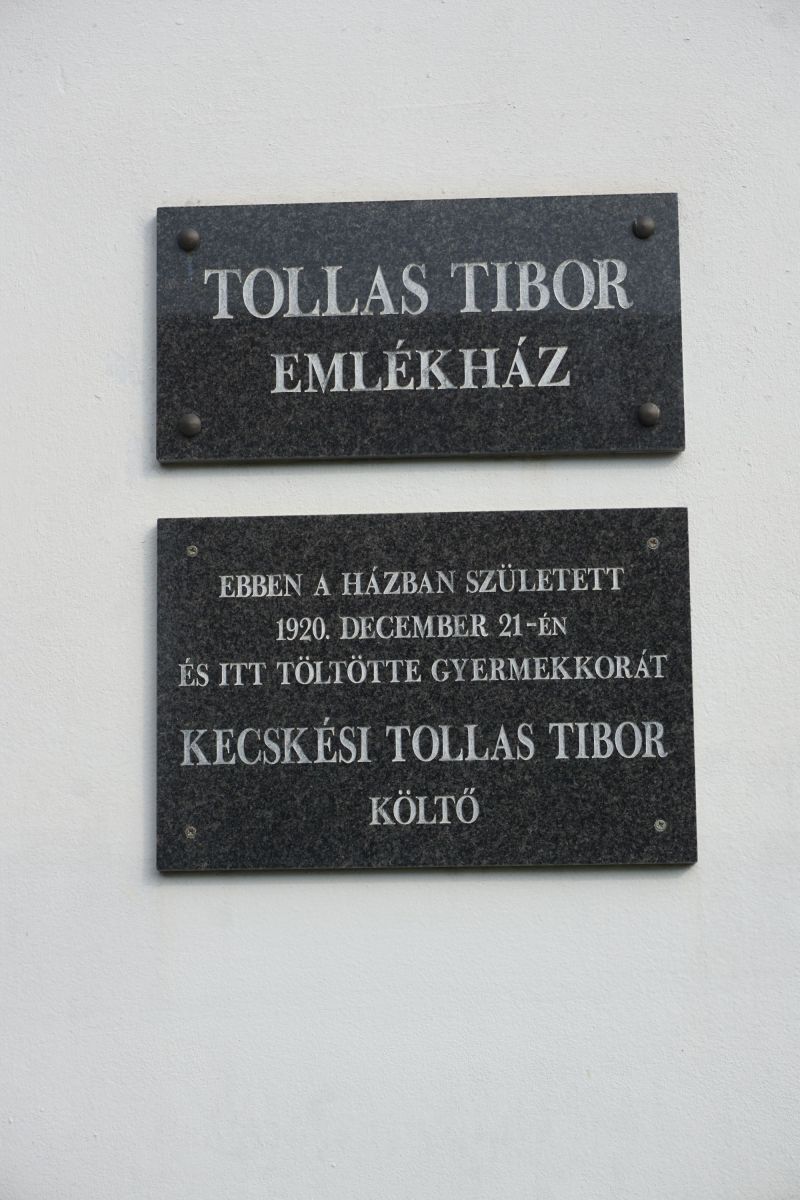 TOLLAS TIBOR
EMLÉKHÁZ
EBBEN A HÁZBAN SZÜLETETT
1920. DECEMBER 21-ÉN
ÉS ITT TÖLTÖTTE GYERMEKKORÁT
KECSKÉSI TOLLAS TIBOR
KÖLTŐ